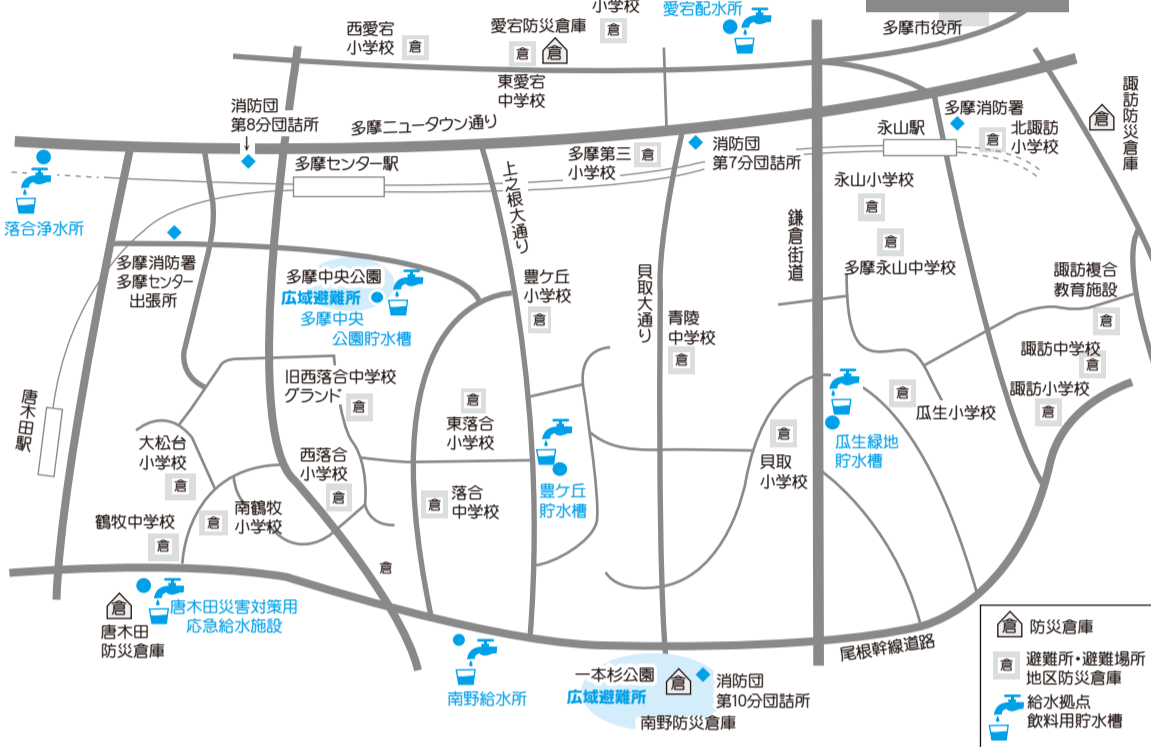 小学校
愛宕配水所
西愛宕
小学校
倉
愛宕防災倉庫
倉
倉
倉
東愛宕
中学校
多摩市役所
消防団
第8分団詰所
多摩ニュータウン通り
多摩センター駅
上之根大通り
多摩第三
小学校
倉
消防団
第7分団詰所
永山駅
多摩消防署
北諏訪
小学校
倉
倉
諏訪防災倉庫
落合浄水所
多摩消防署
多摩センター
出張所
多摩中央公園
広域避難所
多摩中央
公園貯水槽
豊ケ丘
小学校
倉
貝取大通り
青陵
中学校
倉
鎌倉街道
永山小学校
倉
倉
多摩永山中学校
諏訪複合
教育施設
倉
諏訪中学校
倉
諏訪小学校
倉
唐木田駅
旧西落合中学校
グランド
倉
倉
東落合
小学校
倉
瓜生小学校
瓜生緑地
貯水槽
倉
貝取
小学校
大松台
小学校
倉
西落合
小学校
倉
倉
落合
中学校
豊ケ丘
貯水槽
鶴牧中学校
倉
倉
南鶴牧
小学校
倉
倉
唐木田
防災倉庫
唐木田災害対策用
応急給水施設
南野給水所
一本杉公園
広域避難所
倉
消防団
第10分団詰所
南野防災倉庫
尾根幹線道路
倉 防災倉庫
倉 避難所・避難場所
地区防災倉庫
給水拠点
飲料用貯水槽